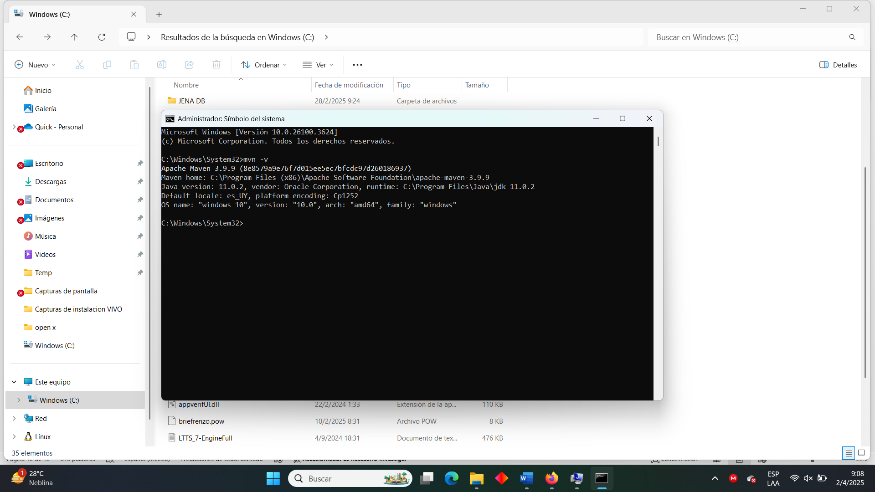 Windows (C:)
Resultados de la búsqueda en Windows (C:)
Buscar en Windows (C:)
Nuevo
Ordenar
Ver
Detalles
Nombre
Fecha de modificación
Tipo
Tamaño
Inicio
Galería
Quick - Personal
Escritorio
Descargas
Documentos
Imágenes
Música
Vídeos
Temp
Capturas de pantalla
Capturas de instalacion VIVO
open x
Windows (C:)
Este equipo
Windows (C:)
Red
Linux
JENA DB
28/2/2025 9:24
Carpeta de archivos
Administrador: Símbolo del sistema
Microsoft Windows [Versión 10.0.26100.3624]
(c) Microsoft Corporation. Todos los derechos reservados.
C:\Windows\System32>mvn -v
Apache Maven 3.9.9 (8e8579a9e76f7d015ee5ec7bfcdc97d260186937)
Maven home: C:\Program Files (x86)\Apache Software Foundation\apache-maven-3.9.9
Java version: 11.0.2, vendor: Oracle Corporation, runtime: C:\Program Files\Java\jdk 11.0.2
Default locale: es_UY, platform encoding: Cp1252
OS name: "windows 10", version: "10.0", arch: "amd64", family: "windows"
C:\Windows\System32>
appverifUI.dll
22/2/2024 1:33
Extensión de la ap...
110 KB
briefrenzo.pow
10/2/2025 8:31
Archivo POW
8 KB
LTTS_7-EngineFull
4/9/2024 18:31
Documento de tex...
476 KB
35 elementos
1
28°C
Neblina
Buscar
ESP
LAA
9:08
2/4/2025